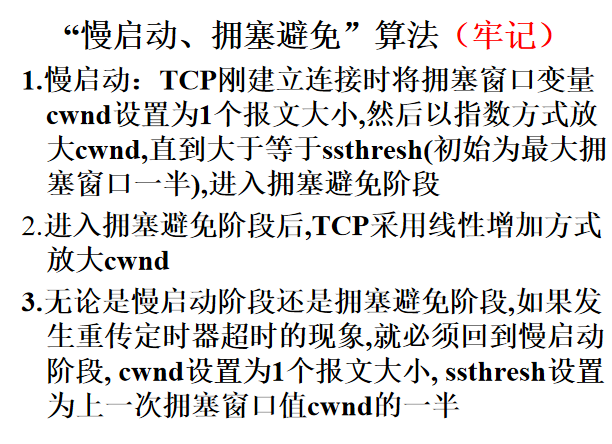 “慢启动、拥塞避免”算法（牢记）
1.慢启动：TCP刚建立连接时将拥塞窗口变量
cwnd设置为1个报文大小,然后以指数方式放
大cwnd,直到大于等于ssthresh(初始为最大拥
塞窗口一半),进入拥塞避免阶段
2.进入拥塞避免阶段后,TCP采用线性增加方式
放大cwnd
3.无论是慢启动阶段还是拥塞避免阶段,如果发
生重传定时器超时的现象,就必须回到慢启动
阶段, cwnd设置为1个报文大小, ssthresh设置
为上一次拥塞窗口值cwnd的一半